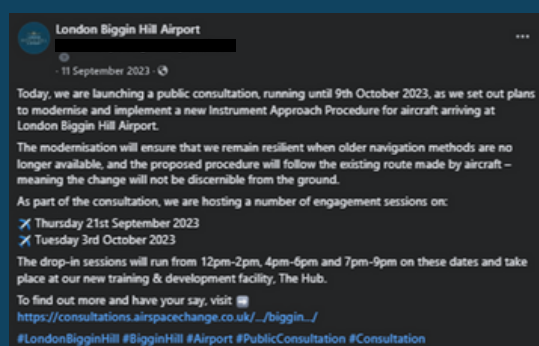 London Biggin Hill Airport
· 11 September 2023 ·
Today, we are launching a public consultation, running until 9th October 2023, as we set out plans
to modernise and implement a new Instrument Approach Procedure for aircraft arriving at
London Biggin Hill Airport.
The modernisation will ensure that we remain resilient when older navigation methods are no
longer available, and the proposed procedure will follow the existing route made by aircraft –
meaning the change will not be discernible from the ground.
As part of the consultation, we are hosting a number of engagement sessions on:
✈️ Thursday 21st September 2023
✈️ Tuesday 3rd October 2023
The drop-in sessions will run from 12pm-2pm, 4pm-6pm and 7pm-9pm on these dates and take
place at our new training & development facility, The Hub.
To find out more and have your say, visit ➡️
https://consultations.airspacechange.co.uk/.../biggin.../
#LondonBigginHill #BigginHill #Airport #PublicConsultation #Consultation